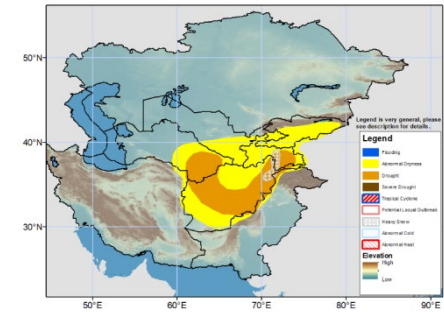 50°N
40°N
30°N
50°E
60°E
70°E
80°E
90°E
Legend is very general, please
see description for details.
Legend
Flooding
Abnormal Dryness
Drought
Severe Drought
Tropical Cyclone
Potential Locust Outbreak
Heavy Snow
Abnormal Cold
Abnormal Heat
Elevation
High
Low